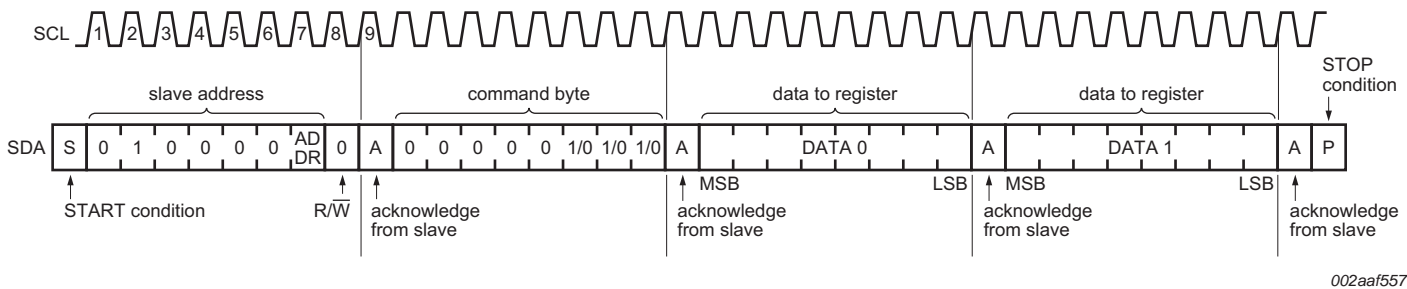 SCL 1 2 3 4 5 6 7 8 9
STOP
condition
slave address command byte data to register data to register
SDA S 0 1 0 0 0 0 AD DR 0 A 0 0 0 0 0 1/0 1/0 1/0 A DATA 0 A DATA 1 A P
MSB LSB MSB LSB
START condition R/W̅ acknowledge from slave acknowledge from slave acknowledge from slave acknowledge from slave
002aaf557